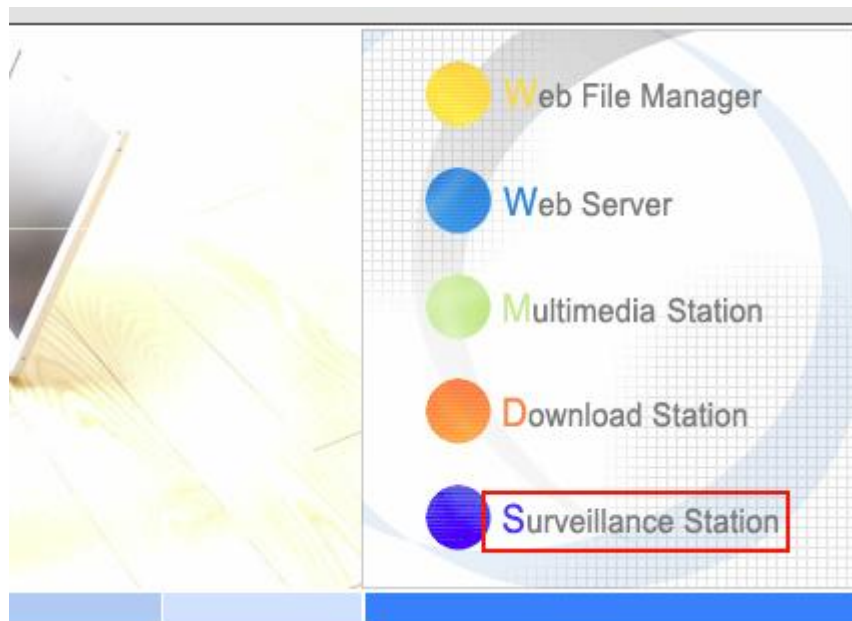 Web File Manager
Web Server
Multimedia Station
Download Station
Surveillance Station